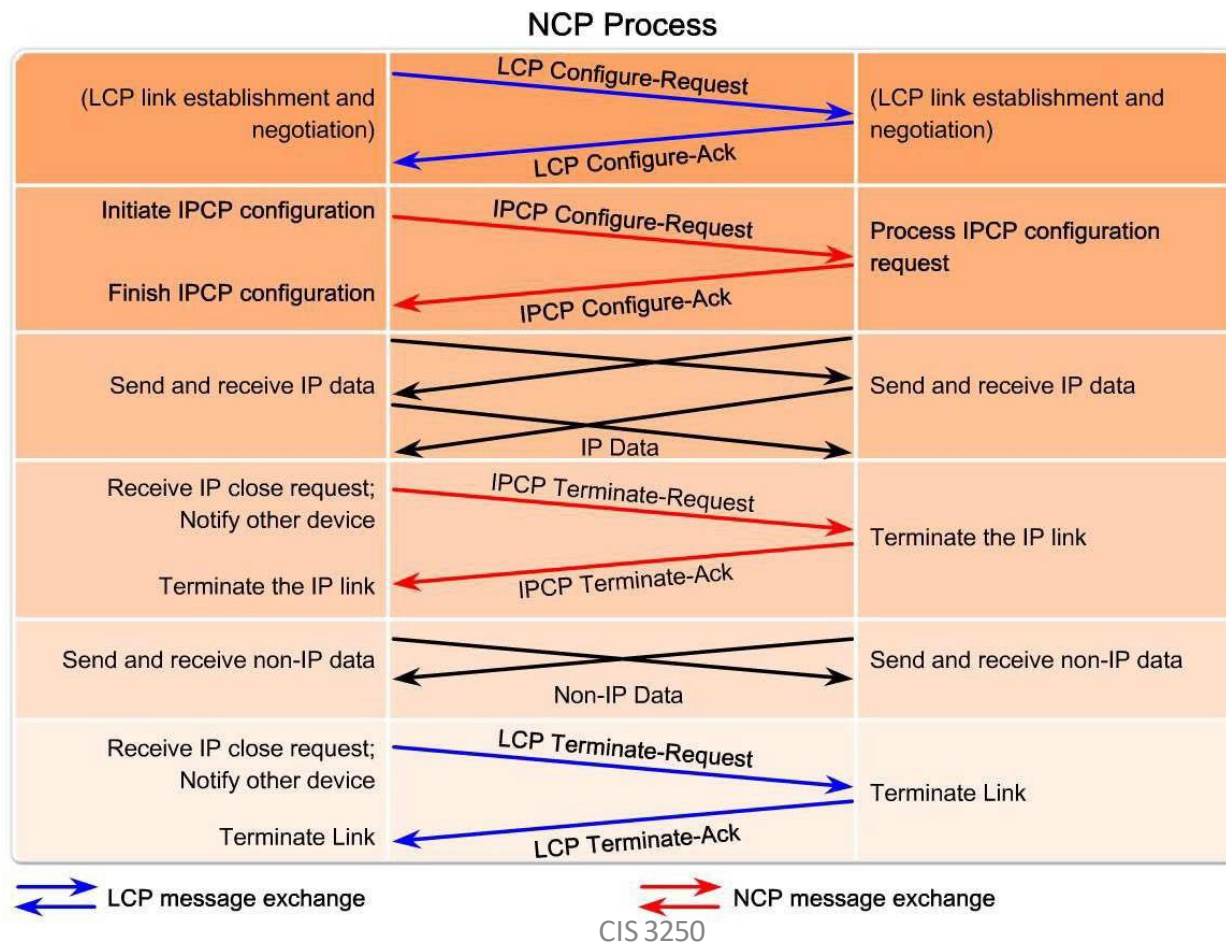 NCP Process
(LCP link establishment and
negotiation)
LCP Configure-Request
LCP Configure-Ack
(LCP link establishment and
negotiation)
Initiate IPCP configuration
Finish IPCP configuration
IPCP Configure-Request
IPCP Configure-Ack
Process IPCP configuration
request
Send and receive IP data
IP Data
Send and receive IP data
Receive IP close request;
Notify other device
Terminate the IP link
IPCP Terminate-Request
IPCP Terminate-Ack
Terminate the IP link
Send and receive non-IP data
Non-IP Data
Send and receive non-IP data
Receive IP close request;
Notify other device
Terminate Link
LCP Terminate-Request
LCP Terminate-Ack
Terminate Link
LCP message exchange
NCP message exchange
CIS 3250